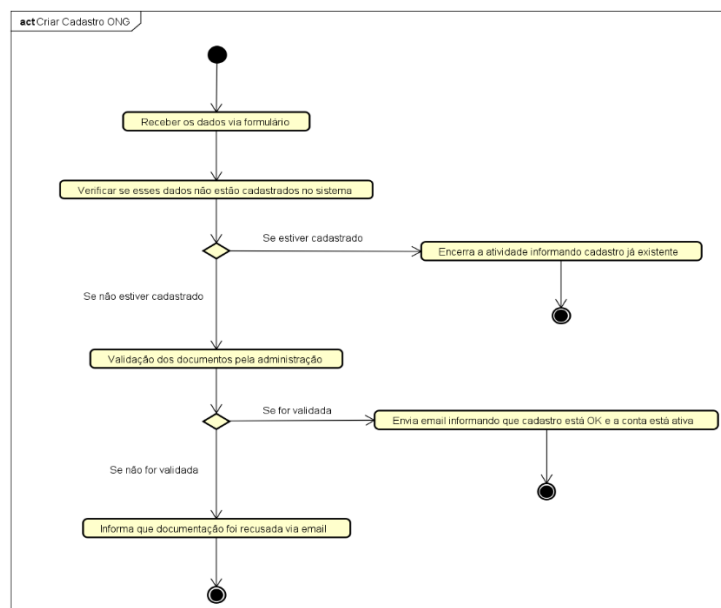 act Criar Cadastro ONG
Receber os dados via formulário
Verificar se esses dados não estão cadastrados no sistema
Se estiver cadastrado
Encerra a atividade informando cadastro já existente
Se não estiver cadastrado
Validação dos documentos pela administração
Se for validada
Envia email informando que cadastro está OK e a conta está ativa
Se não for validada
Informa que documentação foi recusada via email